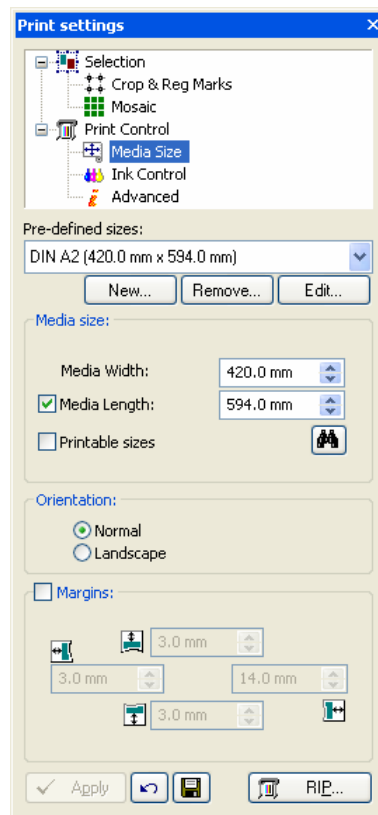 Print settings
Selection
Crop & Reg Marks
Mosaic
Print Control
Media Size
Ink Control
Advanced
Pre-defined sizes:
DIN A2 (420.0 mm x 594.0 mm)
New... Remove... Edit...
Media size:
Media Width: 420.0 mm
Media Length: 594.0 mm
Printable sizes
Orientation:
Normal
Landscape
Margins:
3.0 mm
3.0 mm 14.0 mm
3.0 mm
Apply RIP...